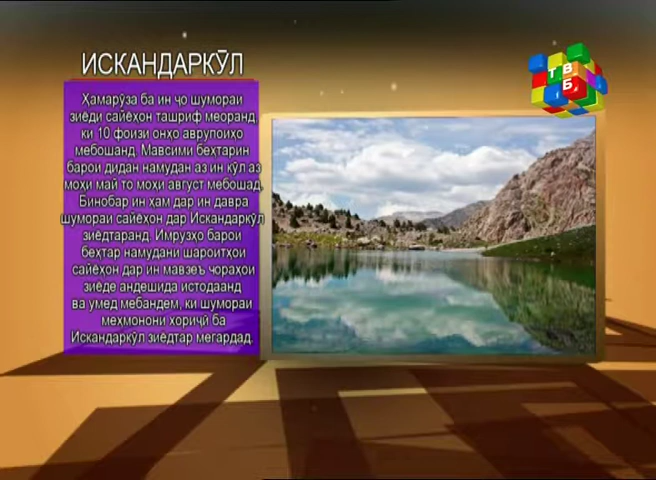 ИСКАНДАРКӮЛ
Ҳамарӯза ба ин ҷо шумораи
зиёди сайёҳон ташриф меоранд,
ки 10 фоизи онҳо аврупоиҳо
мебошанд. Мавсими беҳтарин
барои дидан намудан аз ин кӯл аз
моҳи май то моҳи август мебошад.
Бинобар ин ҳам дар ин давра
шумораи сайёҳон дар Искандаркӯл
зиёдтаранд. Имрузҳо барои
беҳтар намудани шароитҳои
сайёҳон дар ин мавзеъ чораҳои
зиёде андешида истодаанд
ва умед мебандем, ки шумораи
меҳмонони хориҷӣ ба
Искандаркӯл зиёдтар мегардад.
Т В
Б